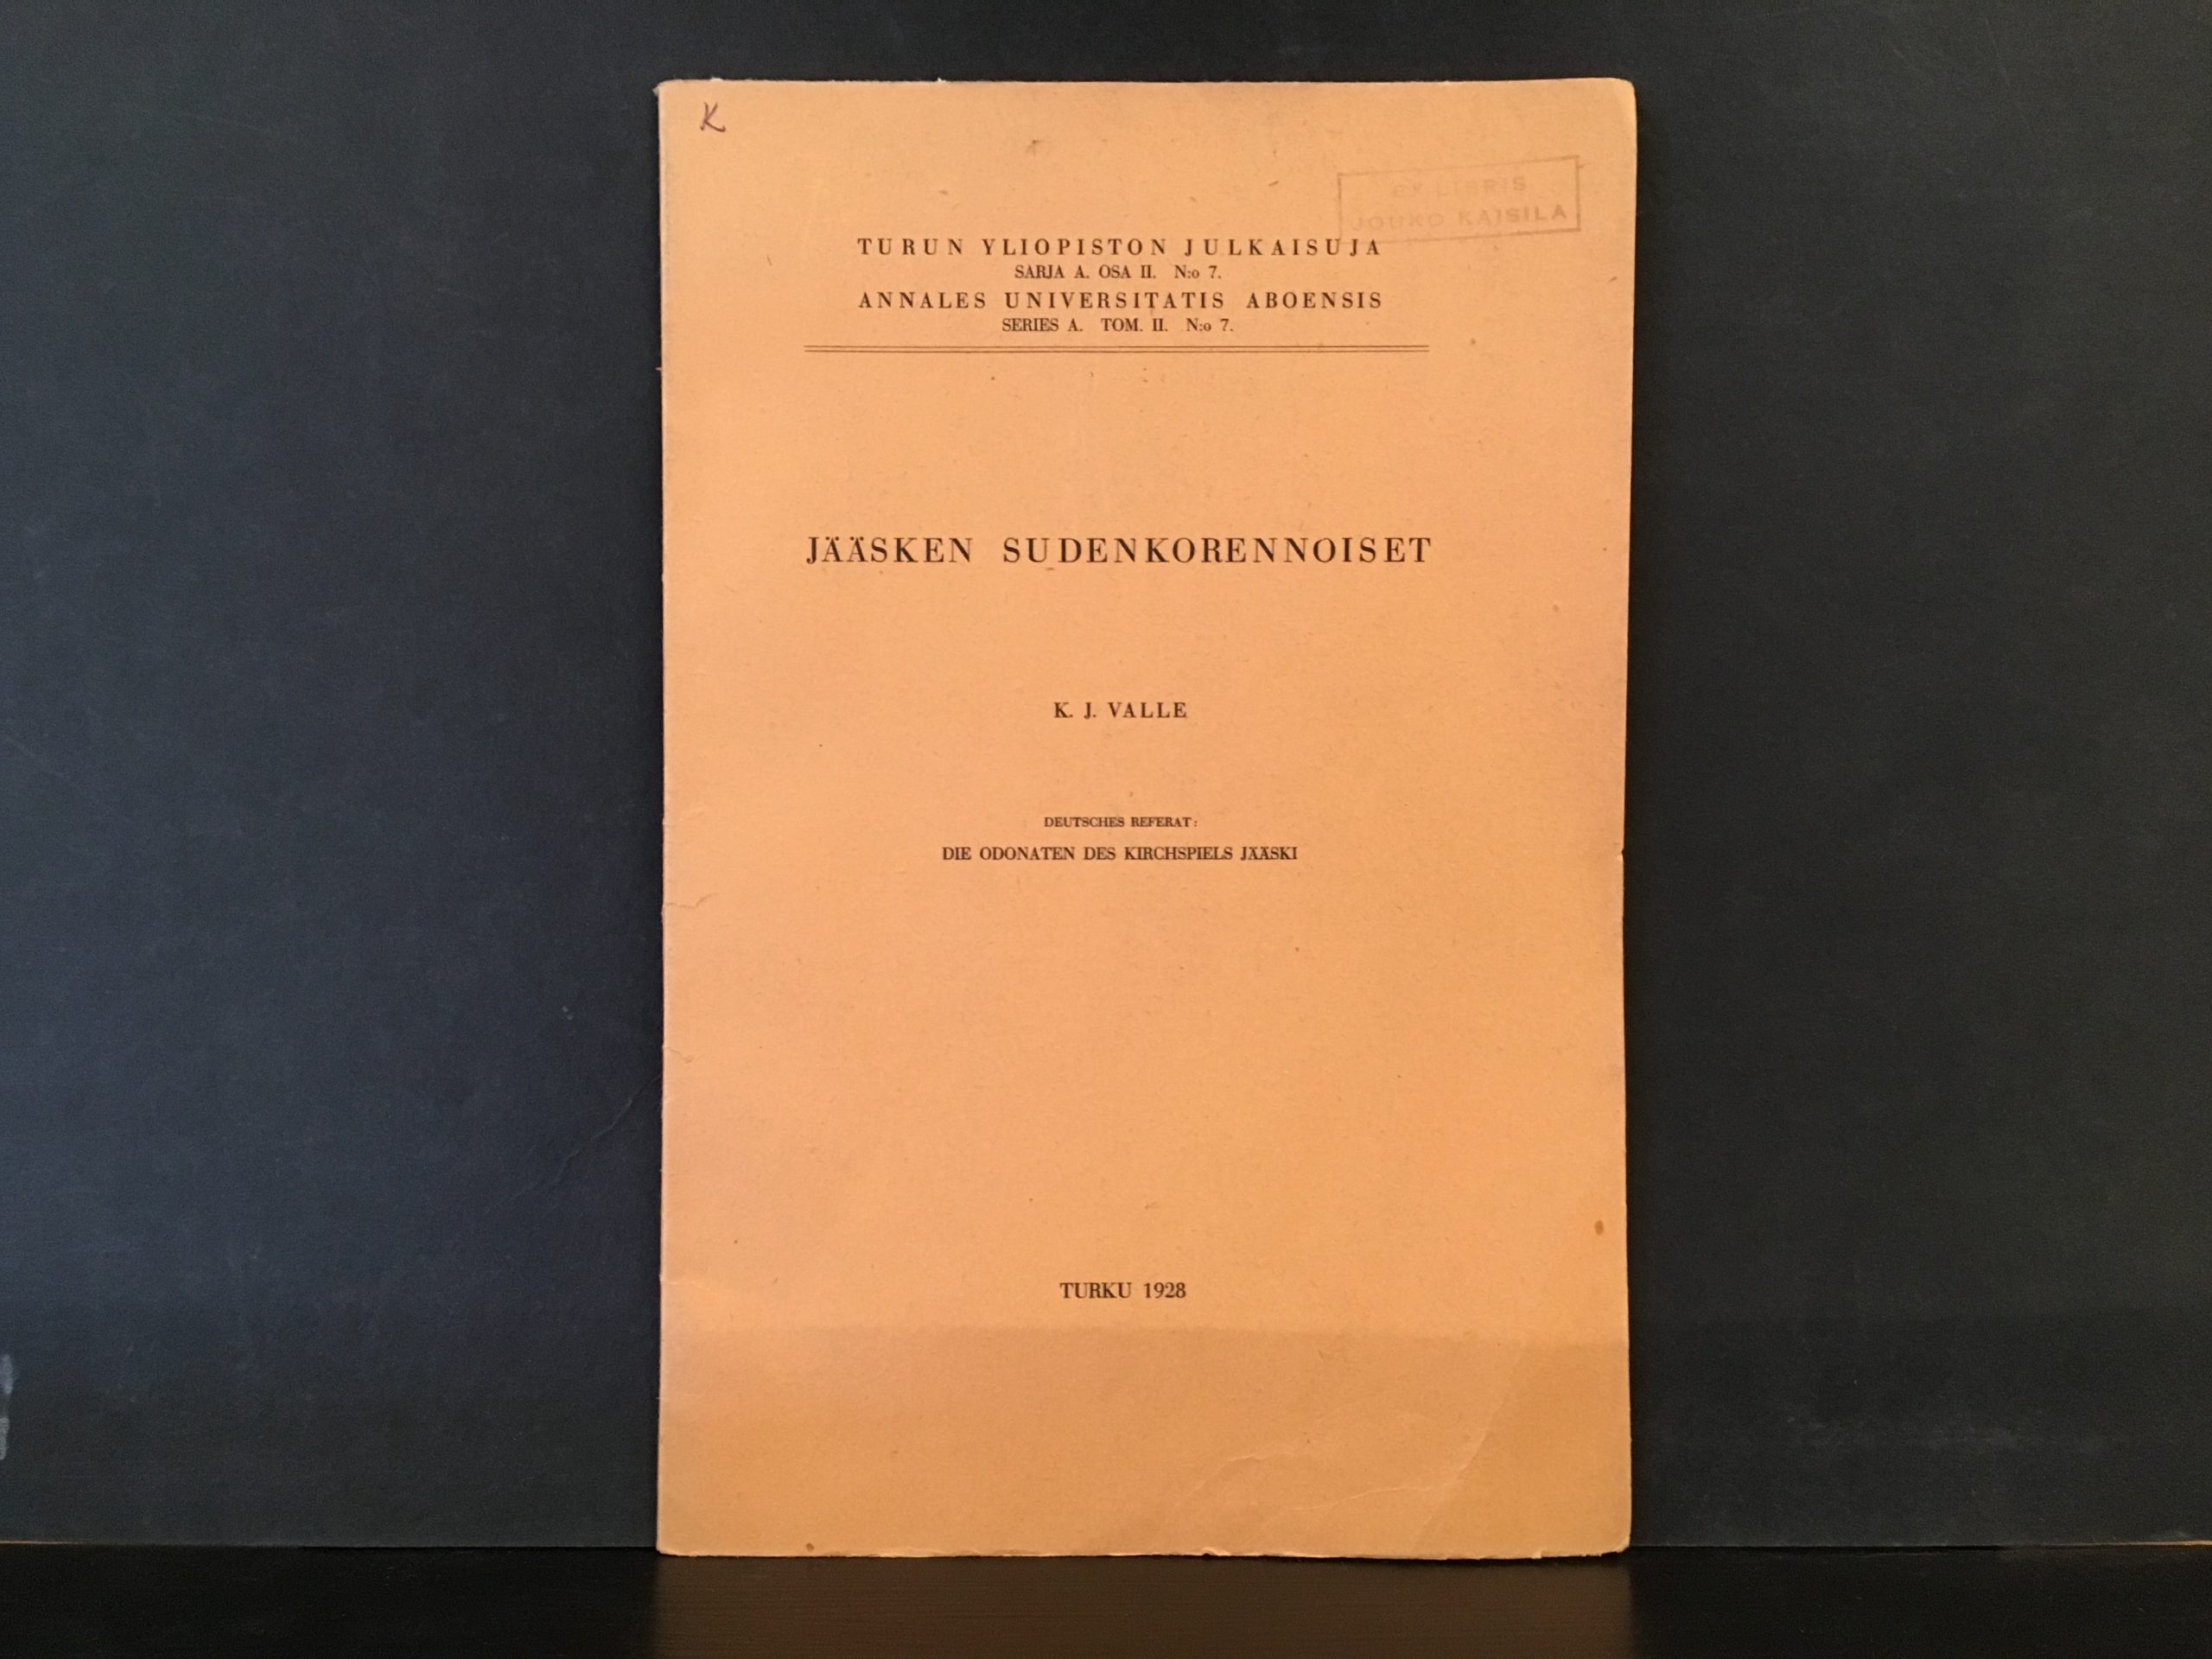 K
EX LIBRIS
JOUKO KAISILA
TURUN YLIOPISTON JULKAISUJA
SARJA A. OSA II. N:o 7.
ANNALES UNIVERSITATIS ABOENSIS
SERIES A. TOM. II. N:o 7.
JÄÄSKEN SUDENKORENNOISET
K. J. VALLE
DEUTSCHES REFERAT:
DIE ODONATEN DES KIRCHSPIELS JÄÄSKI
TURKU 1928